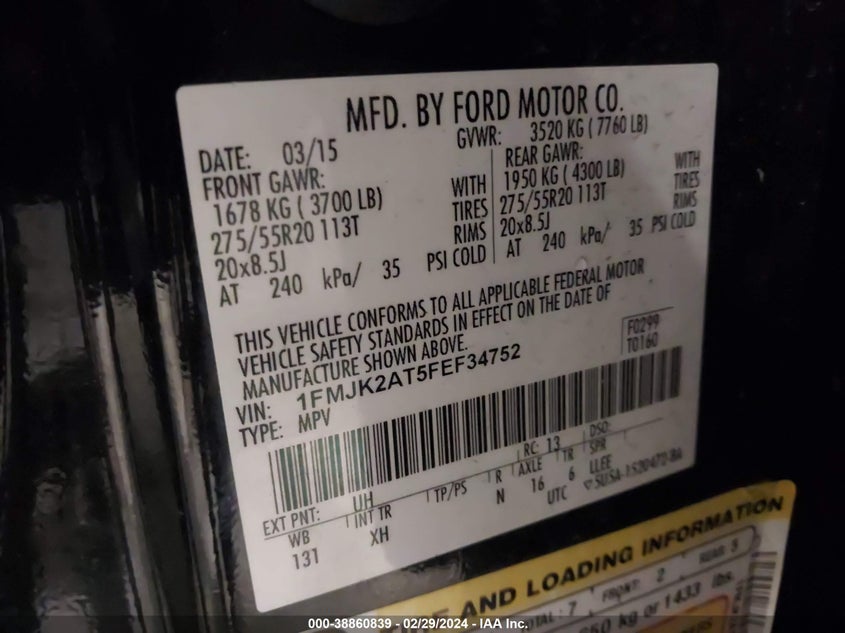 MFD. BY FORD MOTOR CO.
DATE: 03/15
GVWR: 3520 KG ( 7760 LB)
FRONT GAWR:
1678 KG ( 3700 LB)
WITH
275/55R20 113T
TIRES
20x8.5J
RIMS
AT 240 kPa/ 35 PSI COLD
REAR GAWR:
1950 KG ( 4300 LB)
WITH
275/55R20 113T
TIRES
20x8.5J
RIMS
AT 240 kPa/ 35 PSI COLD
THIS VEHICLE CONFORMS TO ALL APPLICABLE FEDERAL MOTOR
VEHICLE SAFETY STANDARDS IN EFFECT ON THE DATE OF
MANUFACTURE SHOWN ABOVE.
F0299
T0160
VIN: 1FMJK2AT5FEF34752
TYPE: MPV
EXT PNT: UH
RC: 13
DSO:
WB
INT TR
TP/PS
R
AXLE
TR
SPR
131
XH
N
16
6
LLEE
UTC
5U5A-1520472-BA
AND LOADING INFORMATION
TOTAL: 7
FRONT: 2
REAR: 5
650 kg or 1433 lbs.
000-38860839 - 02/29/2024 - IAA Inc.